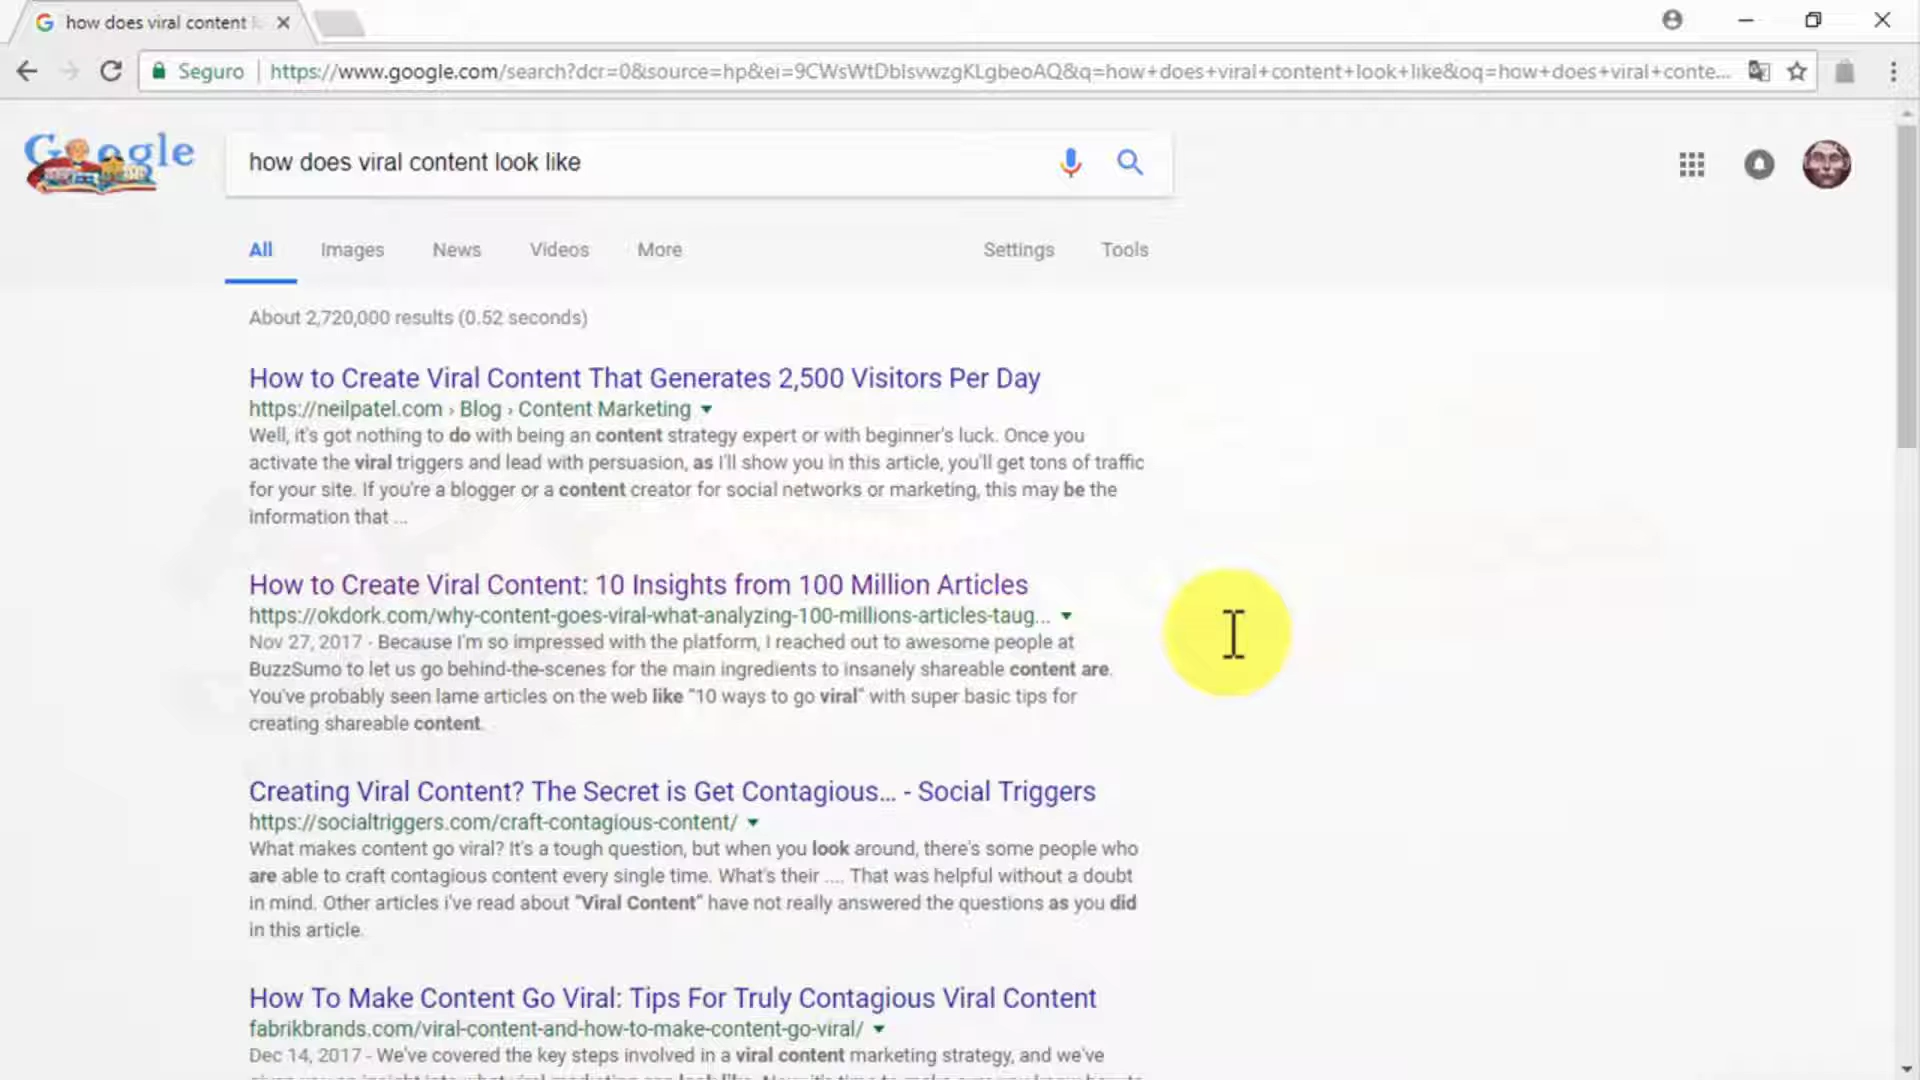 how does viral content
Seguro
https://www.google.com/search?dcr=0&source=hp&ei=9CWsWtDbIsvwzgKLgbeoAQ&q=how+does+viral+content+look+like&oq=how+does+viral+conte...
Google
how does viral content look like
All Images News Videos More Settings Tools
About 2,720,000 results (0.52 seconds)
How to Create Viral Content That Generates 2,500 Visitors Per Day
https://neilpatel.com › Blog › Content Marketing
Well, it's got nothing to do with being an content strategy expert or with beginner's luck. Once you
activate the viral triggers and lead with persuasion, as I'll show you in this article, you'll get tons of traffic
for your site. If you're a blogger or a content creator for social networks or marketing, this may be the
information that ...
How to Create Viral Content: 10 Insights from 100 Million Articles
https://okdork.com/why-content-goes-viral-what-analyzing-100-millions-articles-taug...
Nov 27, 2017 - Because I'm so impressed with the platform, I reached out to awesome people at
BuzzSumo to let us go behind-the-scenes for the main ingredients to insanely shareable content are.
You've probably seen lame articles on the web like "10 ways to go viral" with super basic tips for
creating shareable content.
Creating Viral Content? The Secret is Get Contagious... - Social Triggers
https://socialtriggers.com/craft-contagious-content/
What makes content go viral? It's a tough question, but when you look around, there's some people who
are able to craft contagious content every single time. What's their .... That was helpful without a doubt
in mind. Other articles i've read about "Viral Content" have not really answered the questions as you did
in this article.
How To Make Content Go Viral: Tips For Truly Contagious Viral Content
fabrikbrands.com/viral-content-and-how-to-make-content-go-viral/
Dec 14, 2017 - We've covered the key steps involved in a viral content marketing strategy, and we've